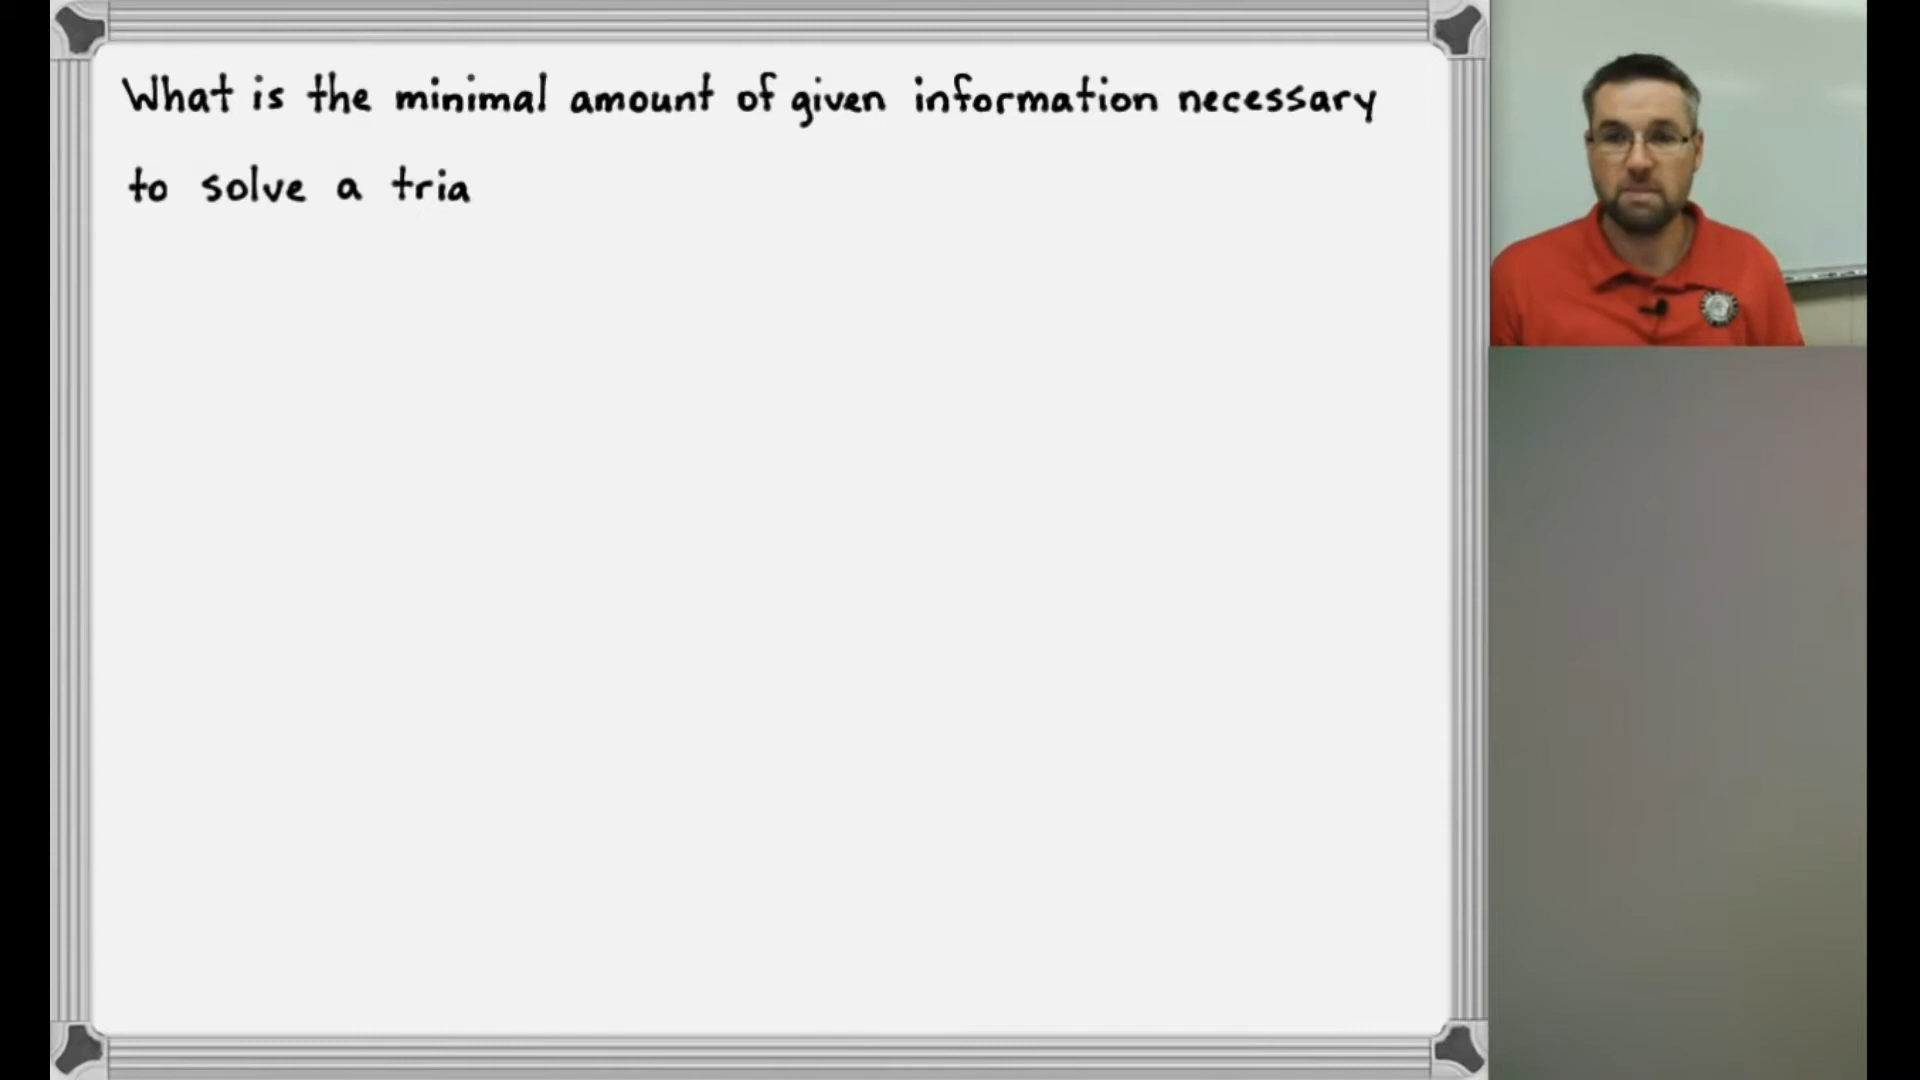 What is the minimal amount of given information necessary
to solve a tria